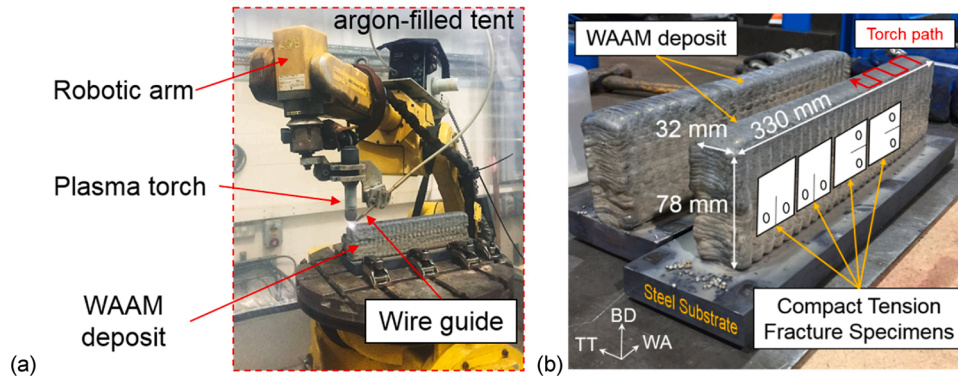 argon-filled tent
Robotic arm
Plasma torch
WAAM
deposit
Wire guide
(a)
WAAM deposit
Torch path
330 mm
32 mm
78 mm
Steel Substrate
Compact Tension
Fracture Specimens
BD
TT
WA
(b)